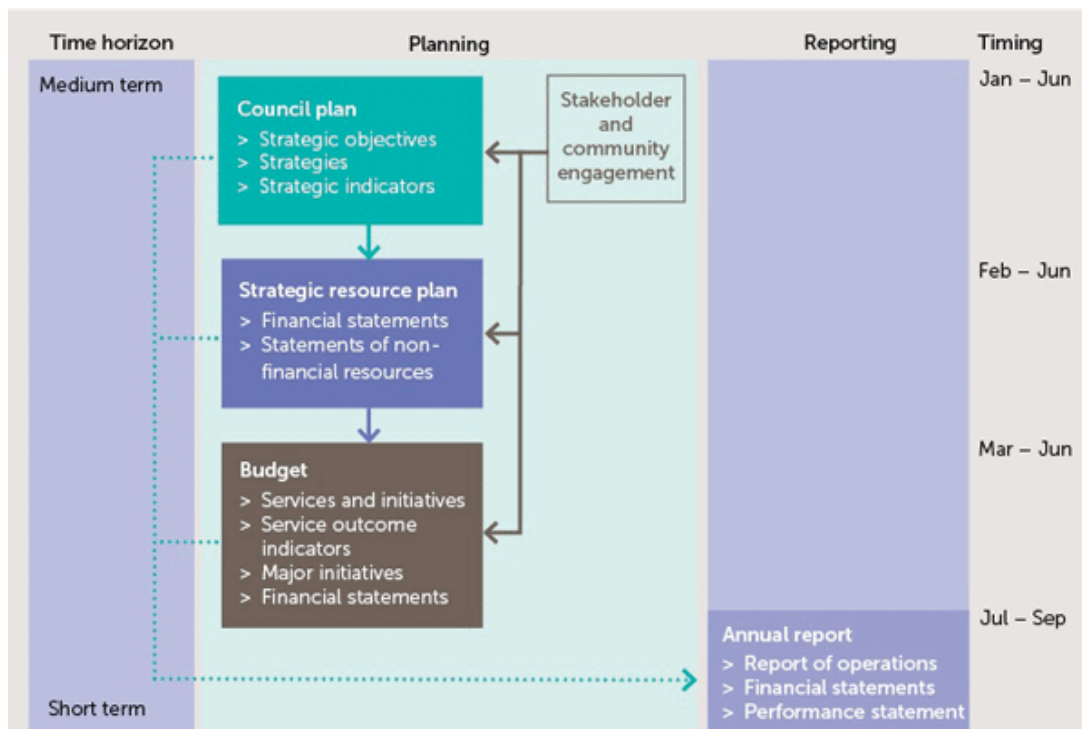 Time horizon
Planning
Reporting
Timing
Medium term
Council plan
> Strategic objectives
> Strategies
> Strategic indicators
Stakeholder
and
community
engagement
Jan – Jun
Strategic resource plan
> Financial statements
> Statements of non-
financial resources
Feb – Jun
Budget
> Services and initiatives
> Service outcome
indicators
> Major initiatives
> Financial statements
Mar – Jun
Annual report
> Report of operations
> Financial statements
> Performance statement
Jul – Sep
Short term